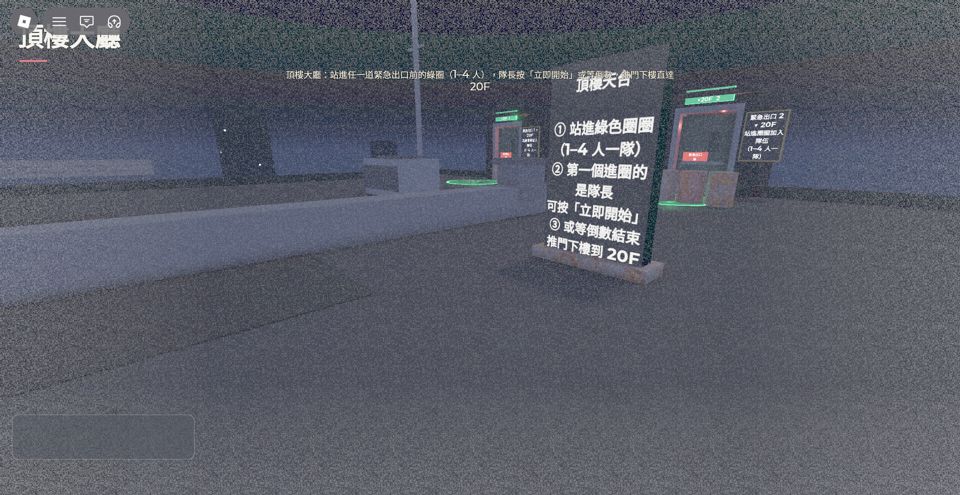 頂樓大廳
頂樓大廳：站進任一道緊急出口前的綠圈（1–4 人），隊長按「立即開始」或等倒數，推門下樓直達
20F
頂樓天台
① 站進綠色圈圈
（1–4 人一隊）
② 第一個進圈的
是隊長
可按「立即開始」
③ 或等倒數結束
推門下樓到 20F
20F 2
緊急出口 2
20F
站進圈圈加入
隊伍
（1–4 人一
隊）